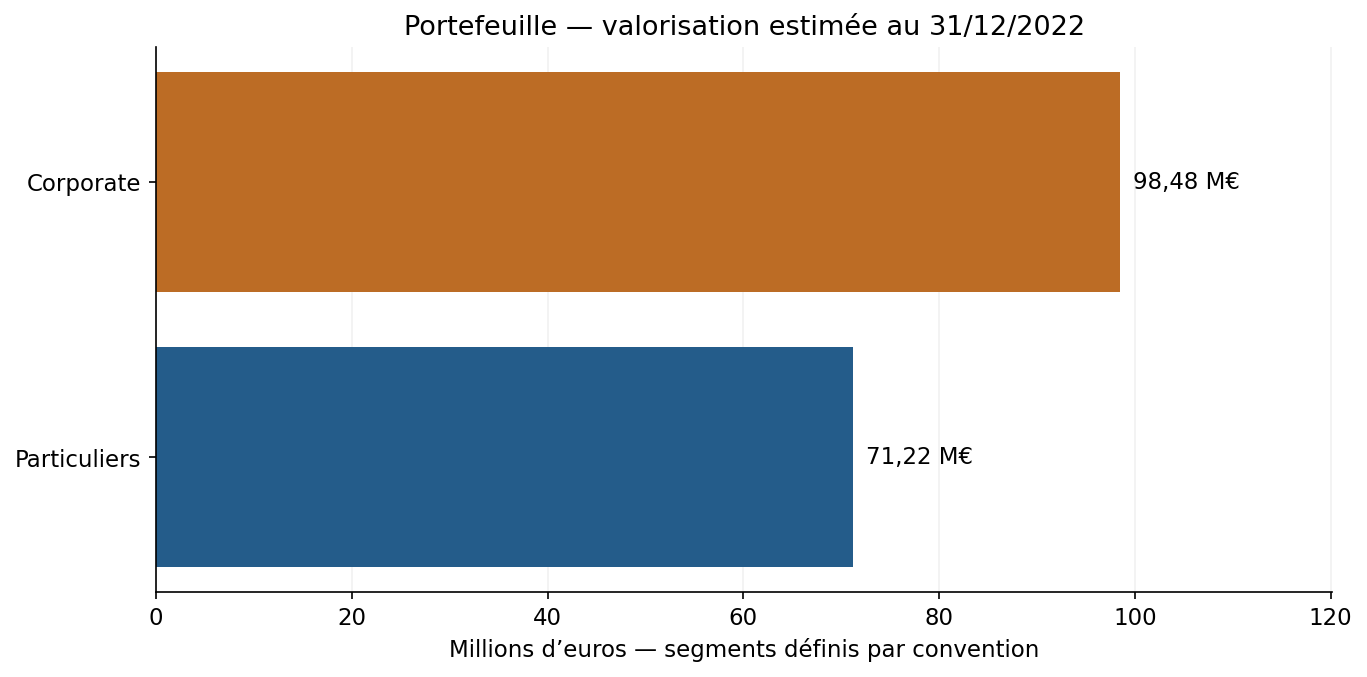 Portefeuille — valorisation estimée au 31/12/2022
Corporate
98,48 M€
Particuliers
71,22 M€
0 20 40 60 80 100 120
Millions d’euros — segments définis par convention